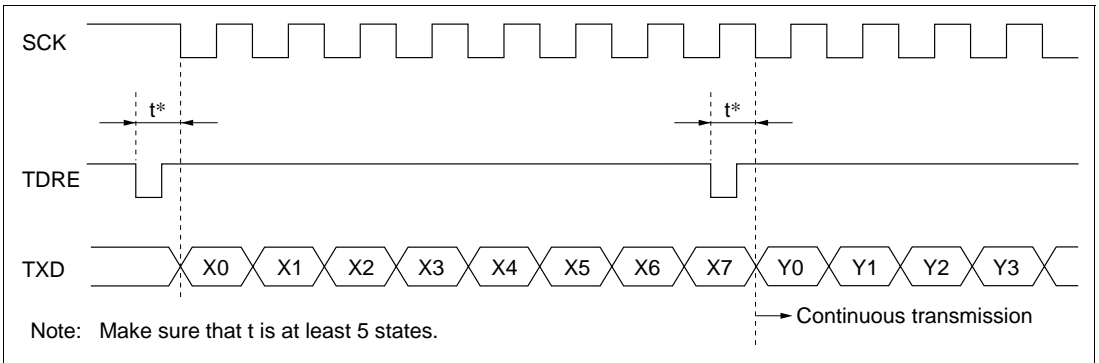 SCK
t* t*
TDRE
TXD X0 X1 X2 X3 X4 X5 X6 X7 Y0 Y1 Y2 Y3
Continuous transmission
Note: Make sure that t is at least 5 states.